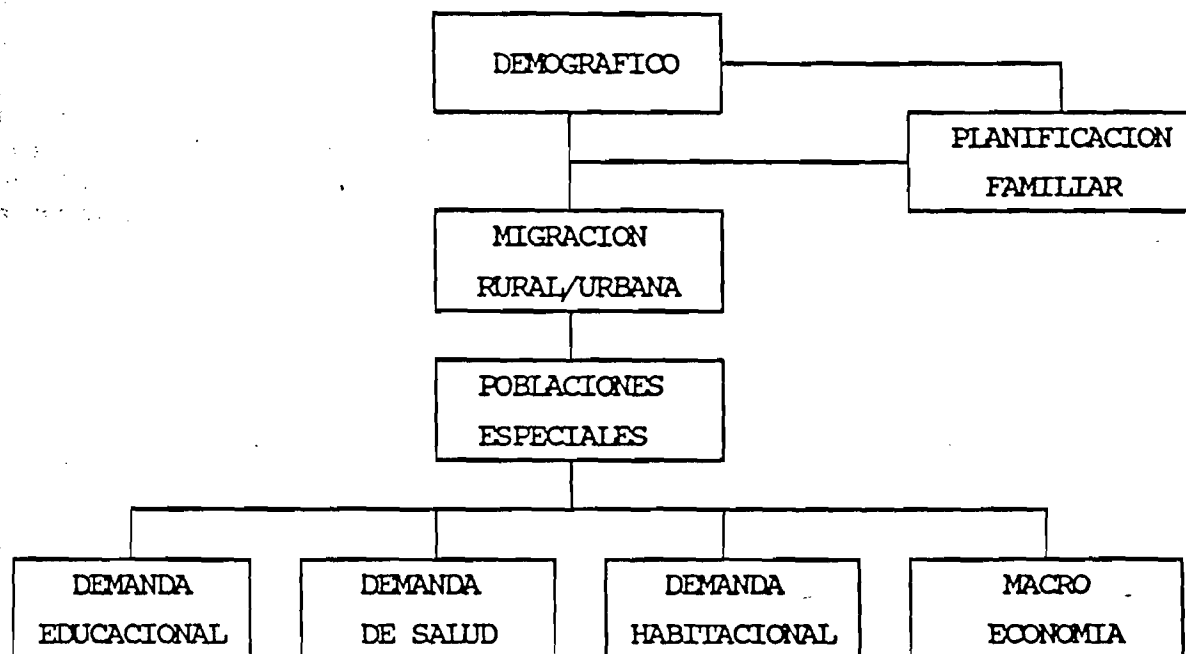 DEMOGRAFICO
PLANIFICACION
FAMILIAR
MIGRACION
RURAL/URBANA
POBLACIONES
ESPECIALES
DEMANDA
EDUCACIONAL
DEMANDA
DE SALUD
DEMANDA
HABITACIONAL
MACRO
ECONOMIA